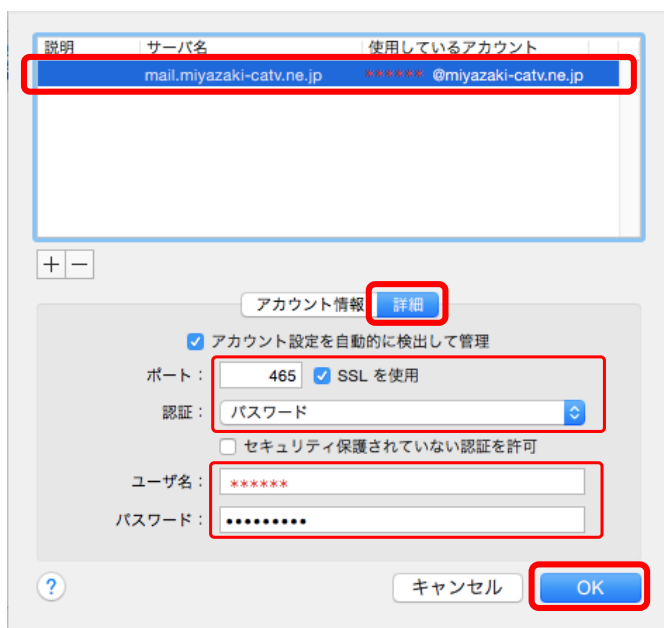 説明 サーバ名 使用しているアカウント
mail.miyazaki-catv.ne.jp ****** @miyazaki-catv.ne.jp
+ −
アカウント情報 詳細
アカウント設定を自動的に検出して管理
ポート： 465 SSL を使用
認証： パスワード
セキュリティ保護されていない認証を許可
ユーザ名： ******
パスワード： •••••••••
? キャンセル OK